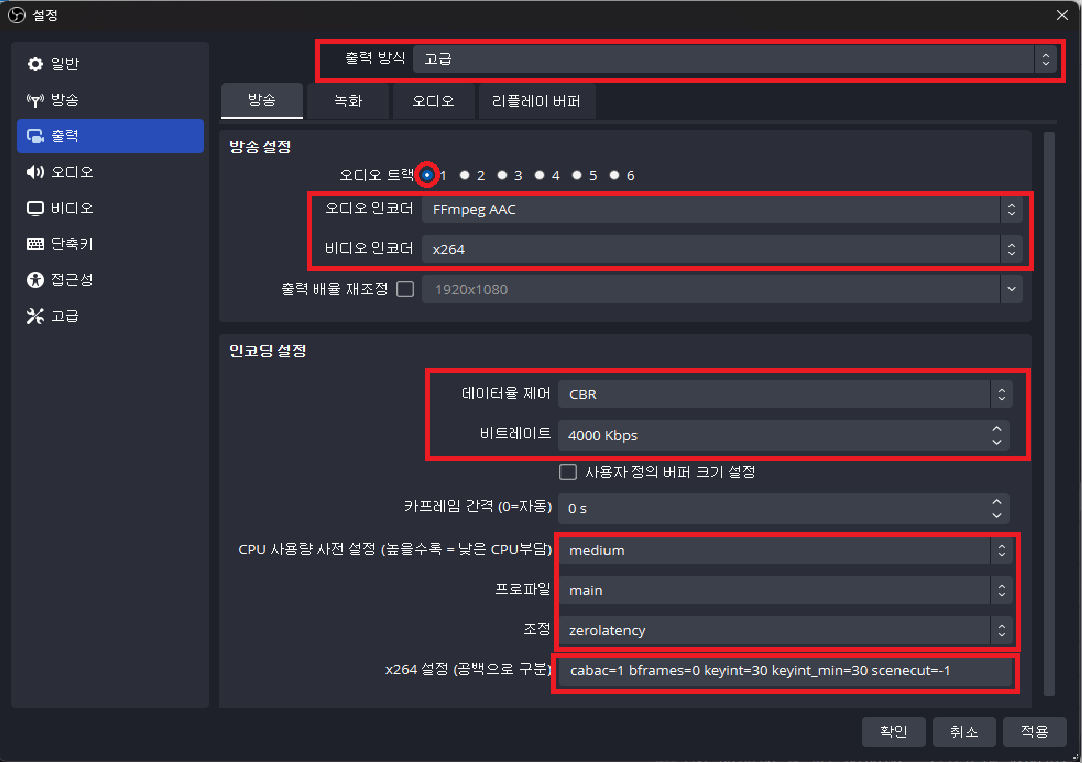 설정
일반
방송
출력
오디오
비디오
단축키
접근성
고급
출력 방식 고급
방송 녹화 오디오 리플레이 버퍼
방송 설정
오디오 트랙 1 2 3 4 5 6
오디오 인코더 FFmpeg AAC
비디오 인코더 x264
출력 배율 재조정 1920x1080
인코딩 설정
데이터율 제어 CBR
비트레이트 4000 Kbps
사용자 정의 버퍼 크기 설정
카프레임 간격 (0=자동) 0 s
CPU 사용량 사전 설정 (높을수록 = 낮은 CPU부담) medium
프로파일 main
조정 zerolatency
x264 설정 (공백으로 구분) cabac=1 bframes=0 keyint=30 keyint_min=30 scenecut=-1
확인 취소 적용